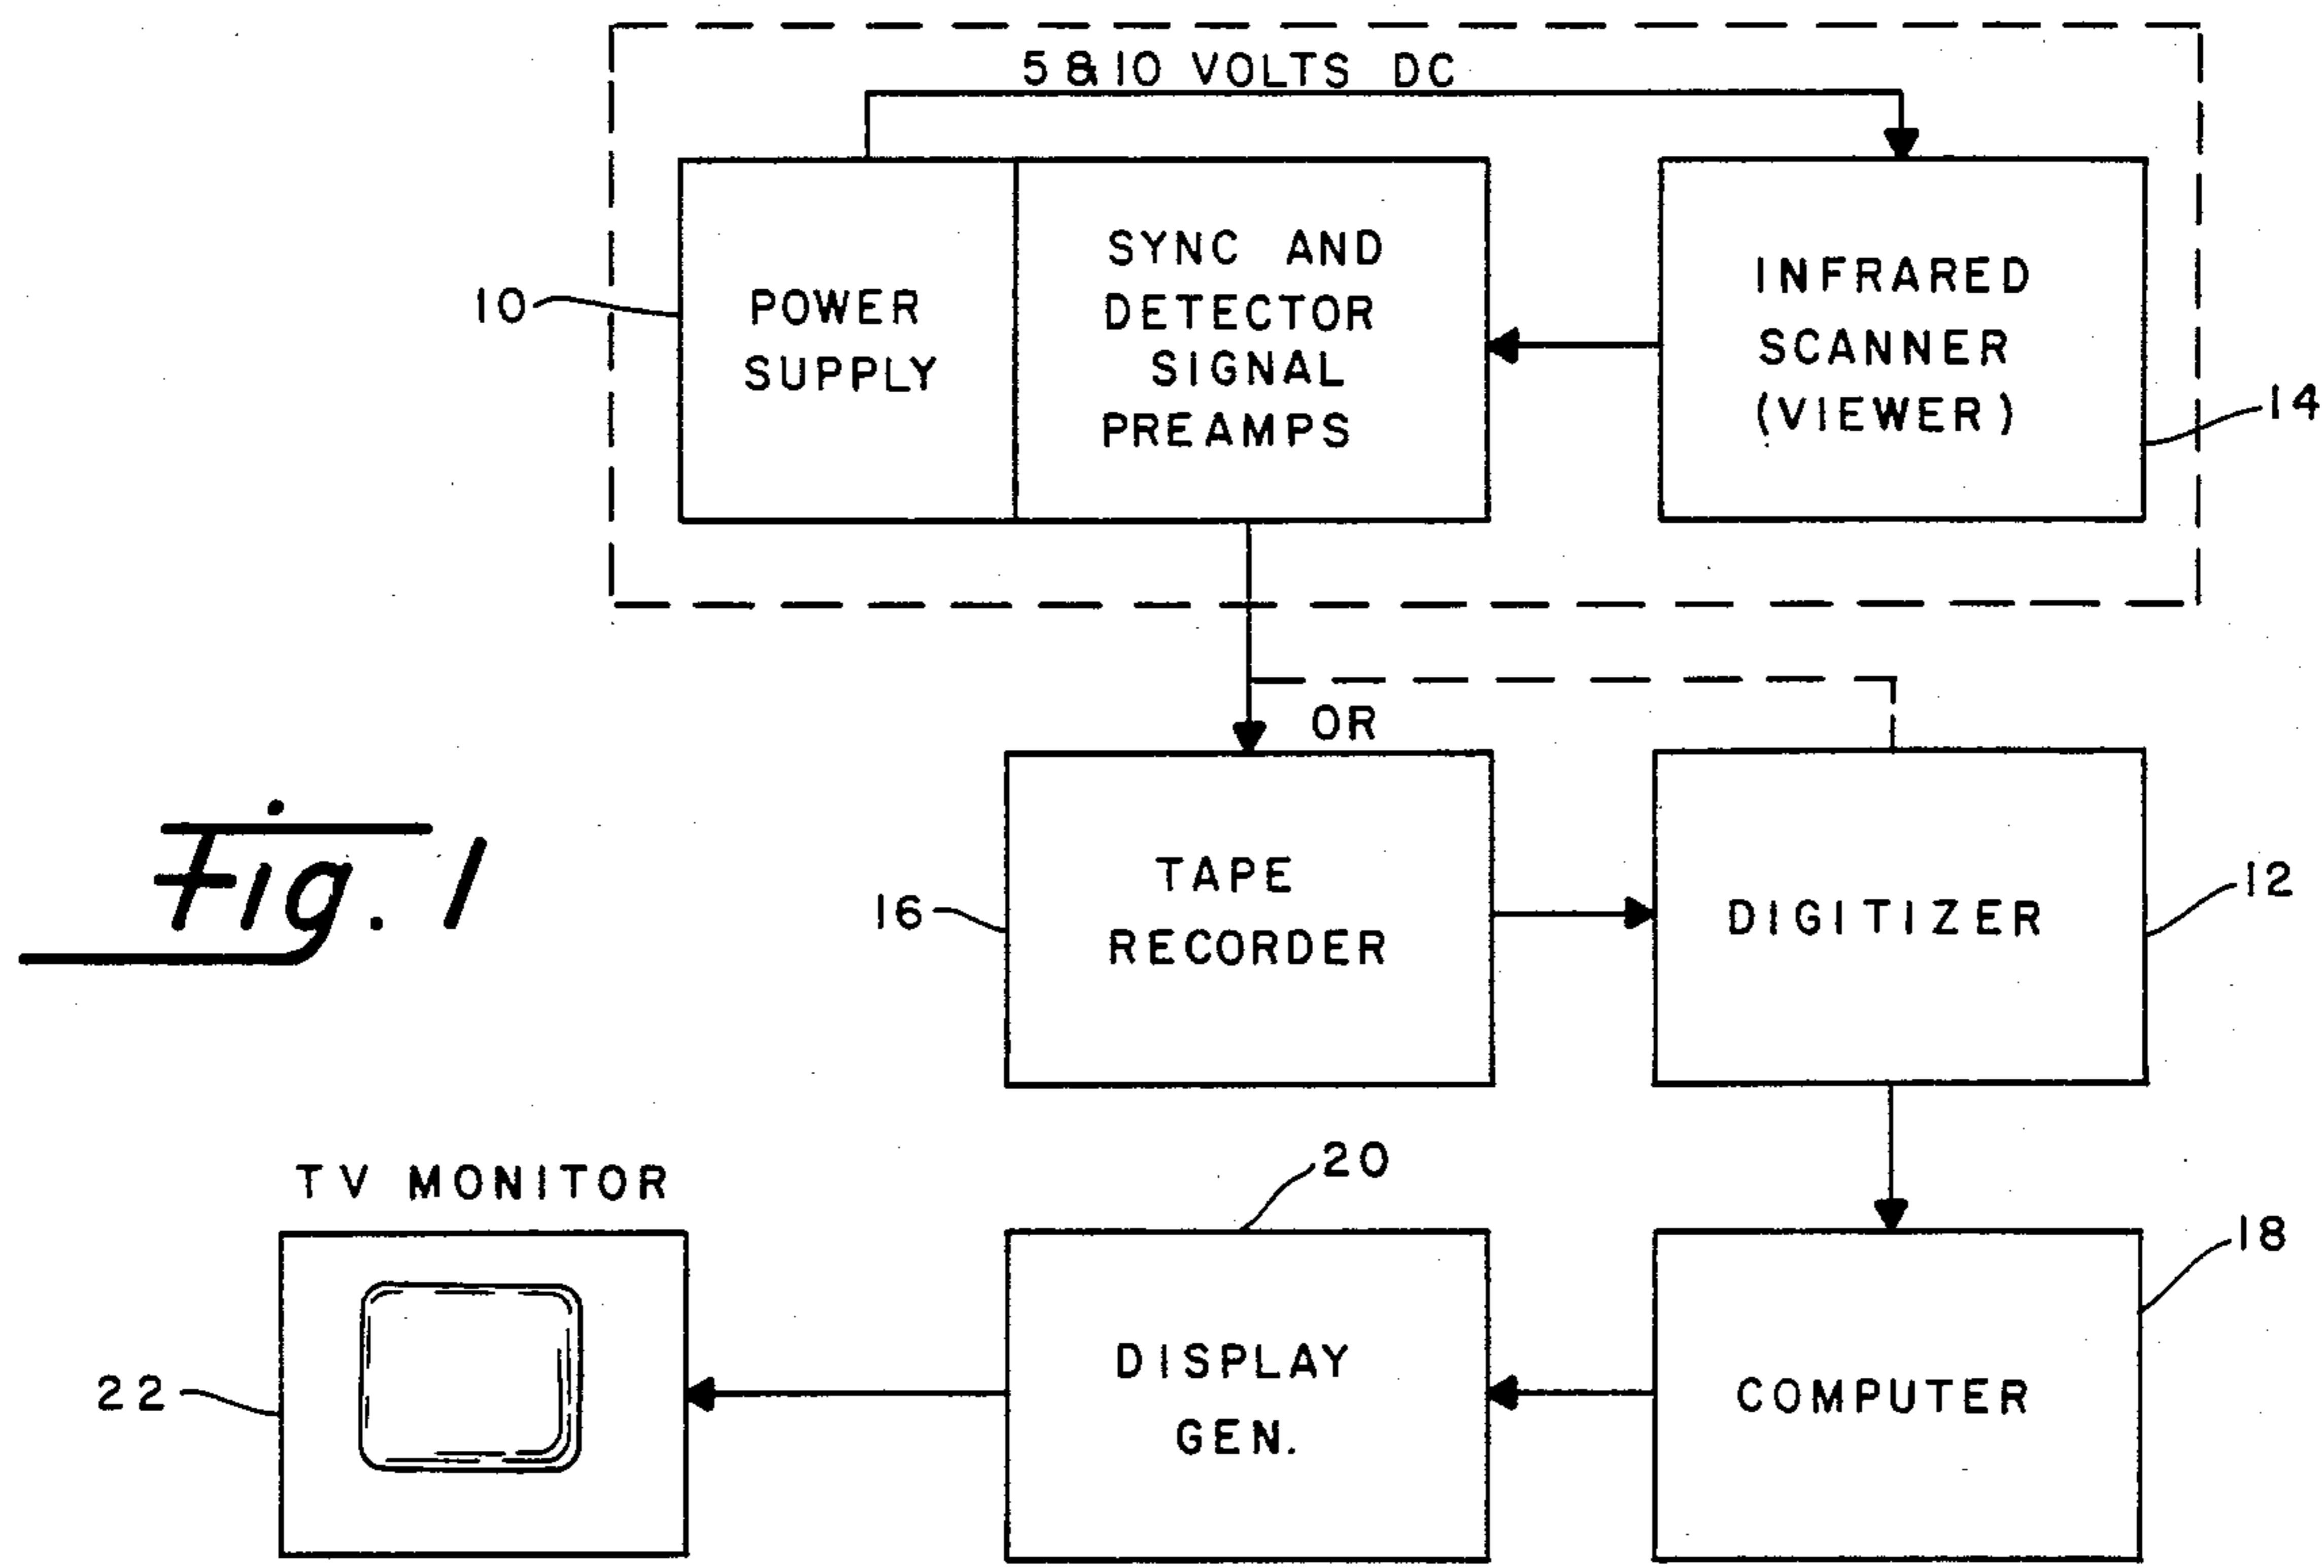 5 & 10 VOLTS DC
10
POWER
SUPPLY
SYNC AND
DETECTOR
SIGNAL
PREAMPS
INFRARED
SCANNER
(VIEWER)
14
OR
16
TAPE
RECORDER
DIGITIZER
12
Fig. 1
TV MONITOR
22
20
DISPLAY
GEN.
COMPUTER
18